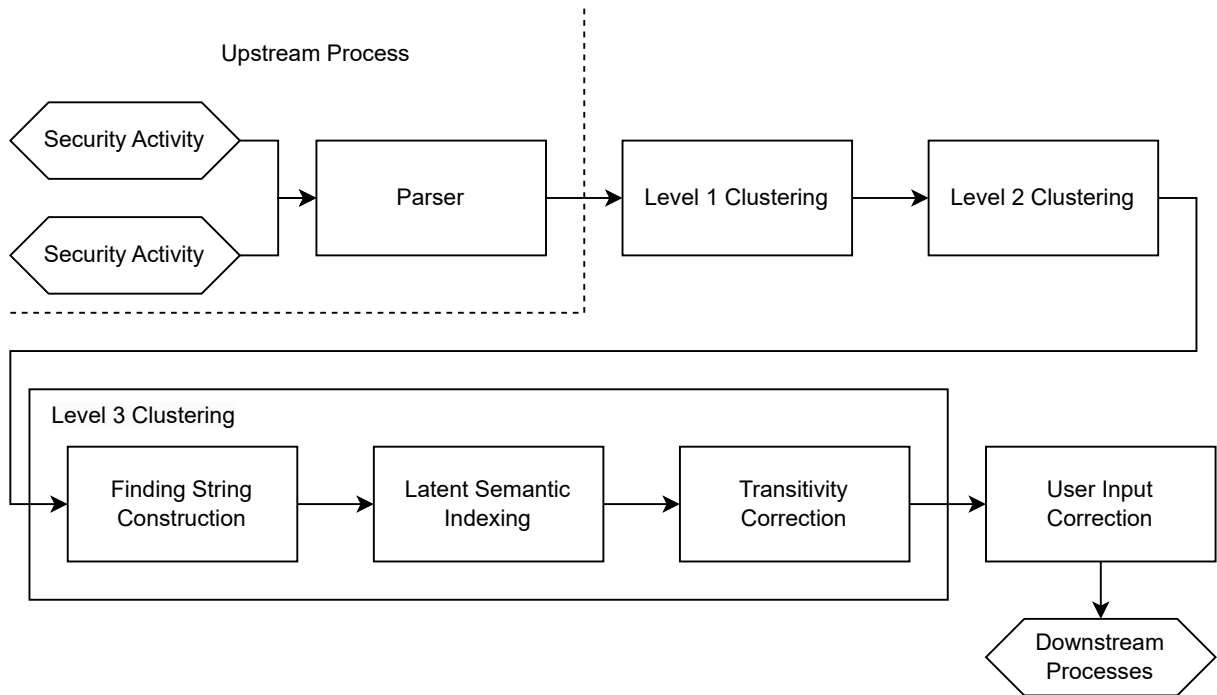 Upstream Process
Security Activity
Security Activity
Parser
Level 1 Clustering
Level 2 Clustering
Level 3 Clustering
Finding String
Construction
Latent Semantic
Indexing
Transitivity
Correction
User Input
Correction
Downstream
Processes